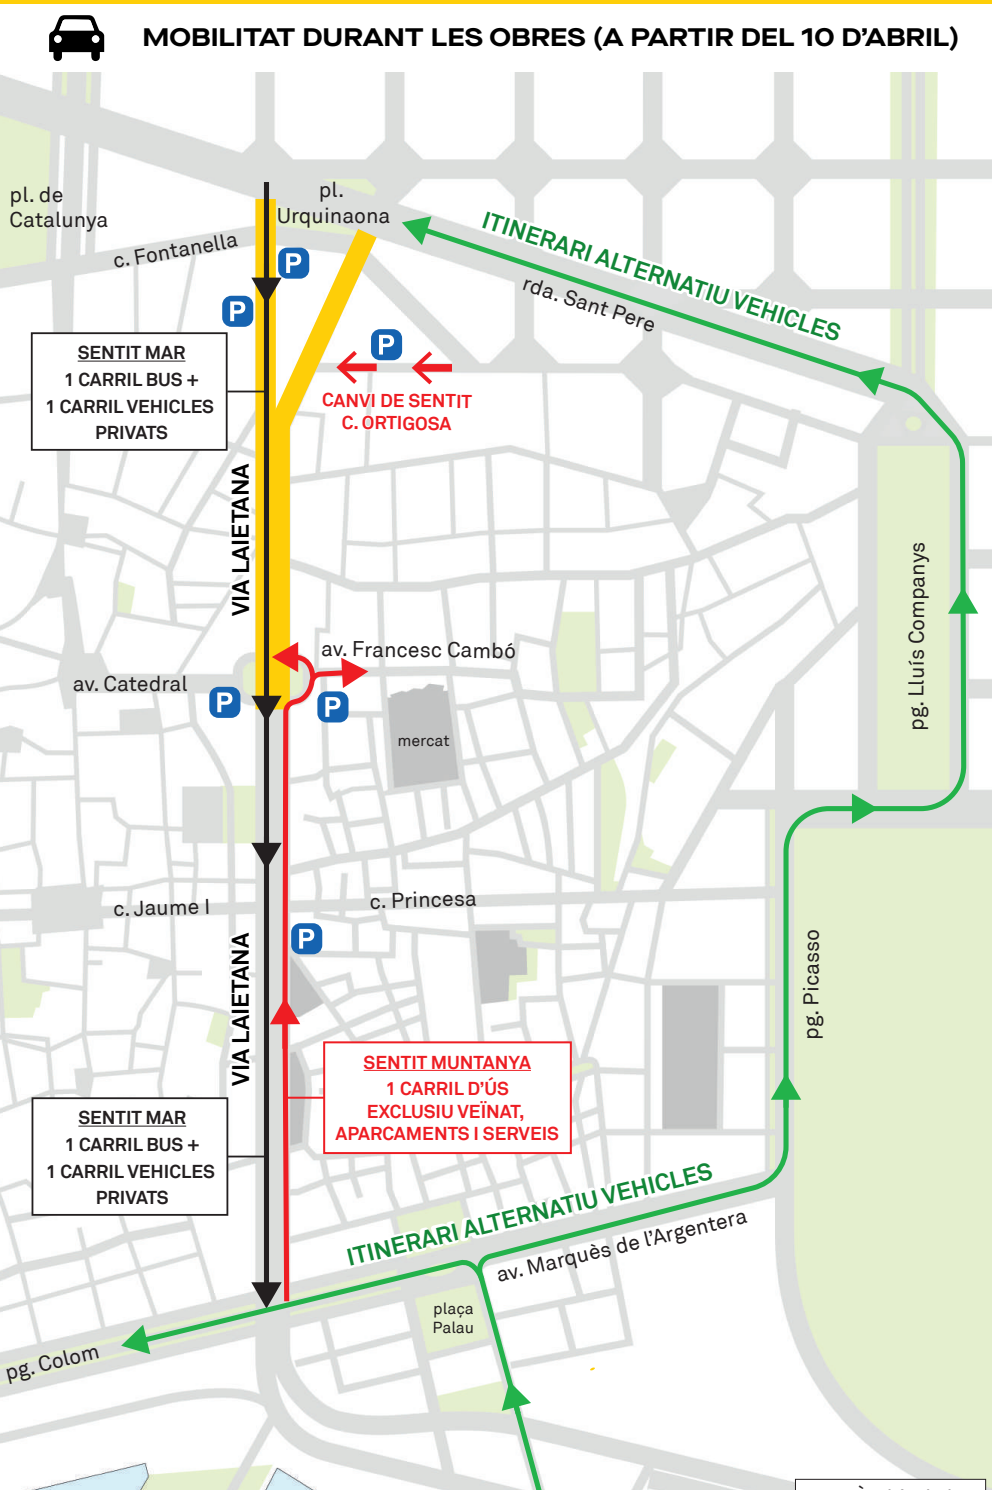 MOBILITAT DURANT LES OBRES (A PARTIR DEL 10 D'ABRIL)
pl. de
Catalunya
pl.
Urquinaona
c. Fontanella
ITINERARI ALTERNATIU VEHICLES
rda. Sant Pere
P
P
P
SENTIT MAR
1 CARRIL BUS +
1 CARRIL VEHICLES
PRIVATS
CANVI DE SENTIT
C. ORTIGOSA
VIA LAIETANA
pg. Lluís Companys
av. Francesc Cambó
av. Catedral
P
P
mercat
c. Jaume I
c. Princesa
P
VIA LAIETANA
pg. Picasso
SENTIT MUNTANYA
1 CARRIL D'ÚS
EXCLUSIU VEÏNAT,
APARCAMENTS I SERVEIS
SENTIT MAR
1 CARRIL BUS +
1 CARRIL VEHICLES
PRIVATS
ITINERARI ALTERNATIU VEHICLES
av. Marquès de l'Argentera
plaça
Palau
pg. Colom